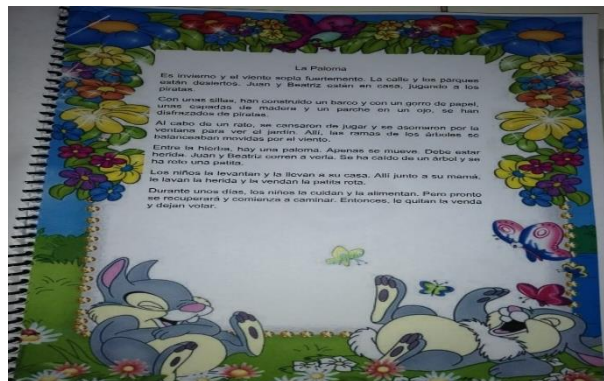 La Paloma
Es invierno y el viento sopla fuertemente. La calle y los parques
están desiertos. Juan y Beatriz están en casa, jugando a los
piratas.
Con unas sillas, han construido un barco y con un gorro de papel,
unas espadas de madera y un parche en un ojo, se han
disfrazados de piratas.
Al cabo de un rato, se cansaron de jugar y se asomaron por la
ventana para ver el jardín. Allí, las ramas de los árboles se
balanceaban movidas por el viento.
Entre la hierba, hay una paloma. Apenas se mueve. Debe estar
herida. Juan y Beatriz corren a verla. Se ha caído de un árbol y se
ha roto una patita.
Los niños la levantan y la llevan a su casa. Allí junto a su mamá,
le lavan la herida y la vendan la patita rota.
Durante unos días, los niños la cuidan y la alimentan. Pero pronto
se recuperará y comienza a caminar. Entonces, le quitan la venda
y dejan volar.